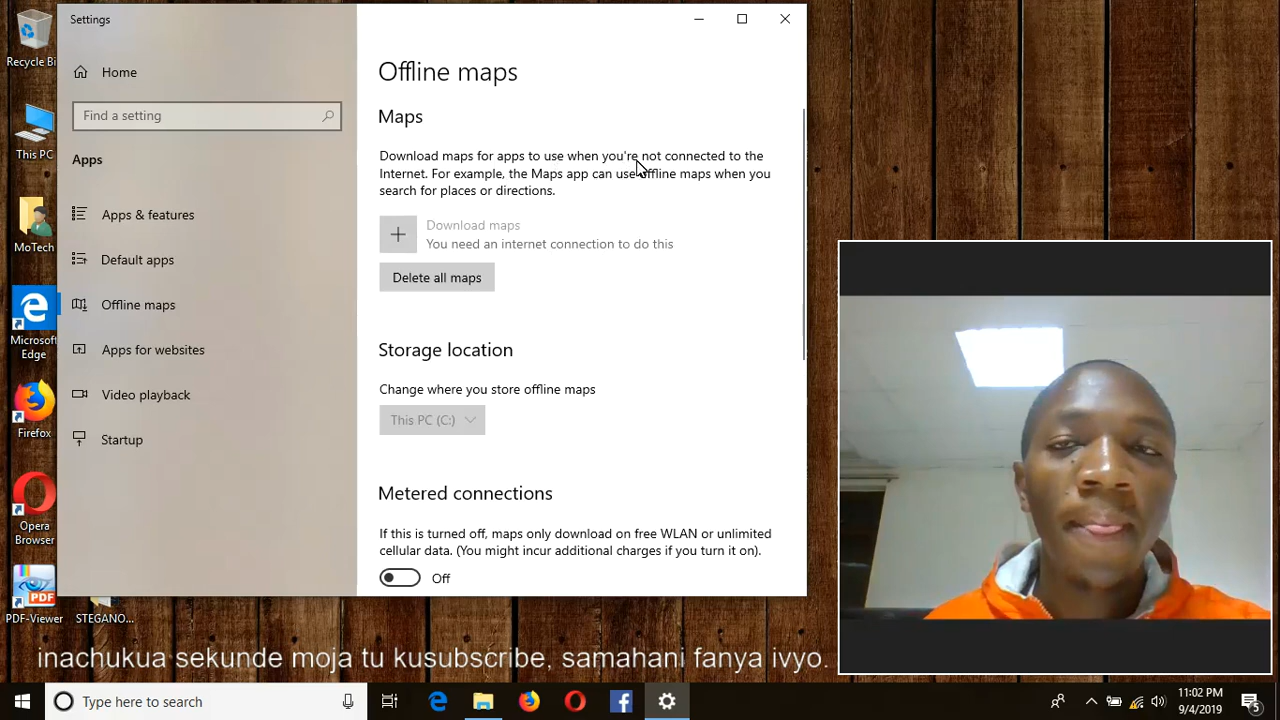 Settings
Home
Find a setting
Apps
Apps & features
Default apps
Offline maps
Apps for websites
Video playback
Startup
Offline maps
Maps
Download maps for apps to use when you're not connected to the
Internet. For example, the Maps app can use offline maps when you
search for places or directions.
Download maps
You need an internet connection to do this
Delete all maps
Storage location
Change where you store offline maps
This PC (C:)
Metered connections
If this is turned off, maps only download on free WLAN or unlimited
cellular data. (You might incur additional charges if you turn it on).
Off
Recycle Bi
This PC
MoTech
Microsoft
Edge
Firefox
Opera
Browser
PDF
PDF-Viewer
STEGANO...
inachukua sekunde moja tu kusubscribe, samahani fanya ivyo.
Type here to search
11:02 PM
9/4/2019
5